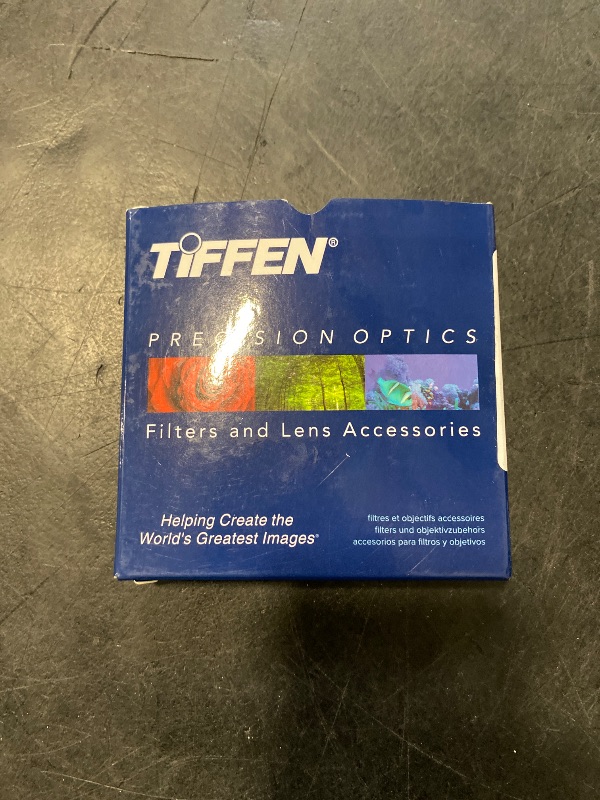 TiFFEN®
PRECISION OPTICS
Filters and Lens Accessories
Helping Create the
World's Greatest Images®
filtres et objectifs accessoires
filters und objektivzubehors
accesorios para filtros y objetivos